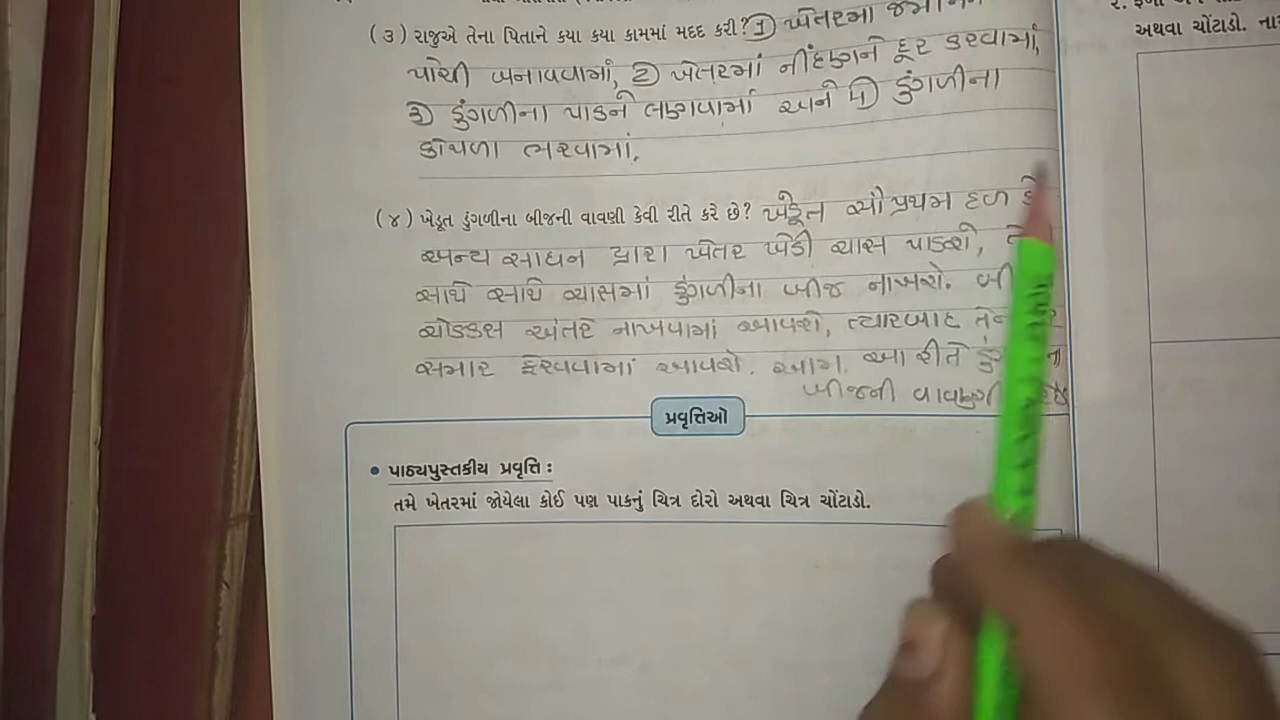 (૩) રાજુએ તેના પિતાને કયા કયા કામમાં મદદ કરી? 1) ખેતરમાં
પોચી બનાવવામાં, 2) ખેતરમાં નીંદણને દૂર કરવામાં,
3) ડુંગળીના પાકને લણવામાં અને 4) ડુંગળીના
કોથળા ભરવામાં.
(૪) ખેડૂત ડુંગળીના બીજની વાવણી કેવી રીતે કરે છે? ખેડૂત સૌ પ્રથમ હળ કે
અન્ય સાધન દ્વારા ખેતર ખેડી ચાસ પાડશે,
સાથે સાથે ચાસમાં ડુંગળીના બીજ નાખશે.
ચોક્કસ અંતરે નાખવામાં આવશે, ત્યારબાદ
સમાર ફેરવવામાં આવશે. આમ, આ રીતે
બીજની વાવણી
પ્રવૃત્તિઓ
• પાઠ્યપુસ્તકીય પ્રવૃત્તિ :
તમે ખેતરમાં જોયેલા કોઈ પણ પાકનું ચિત્ર દોરો અથવા ચિત્ર ચોંટાડો.
અથવા ચોંટાડો.